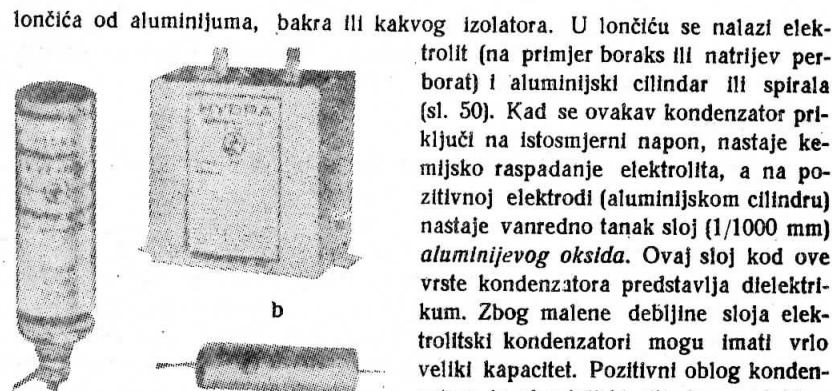 lončića od aluminijuma, bakra ili kakvog izolatora. U lončiću se nalazi elek-
trolit (na primjer boraks ili natrijev per-
borat) i aluminijski cilindar ili spirala
(sl. 50). Kad se ovakav kondenzator pri-
ključi na istosmjerni napon, nastaje ke-
mijsko raspadanje elektrolita, a na po-
zitivnoj elektrodi (aluminijskom cilindru)
nastaje vanredno tanak sloj (1/1000 mm)
aluminijevog oksida. Ovaj sloj kod ove
vrste kondenzatora predstavlja dielektri-
kum. Zbog malene debljine sloja elek-
trolitski kondenzatori mogu imati vrlo
veliki kapacitet. Pozitivni oblog konden-
HYDRA
b